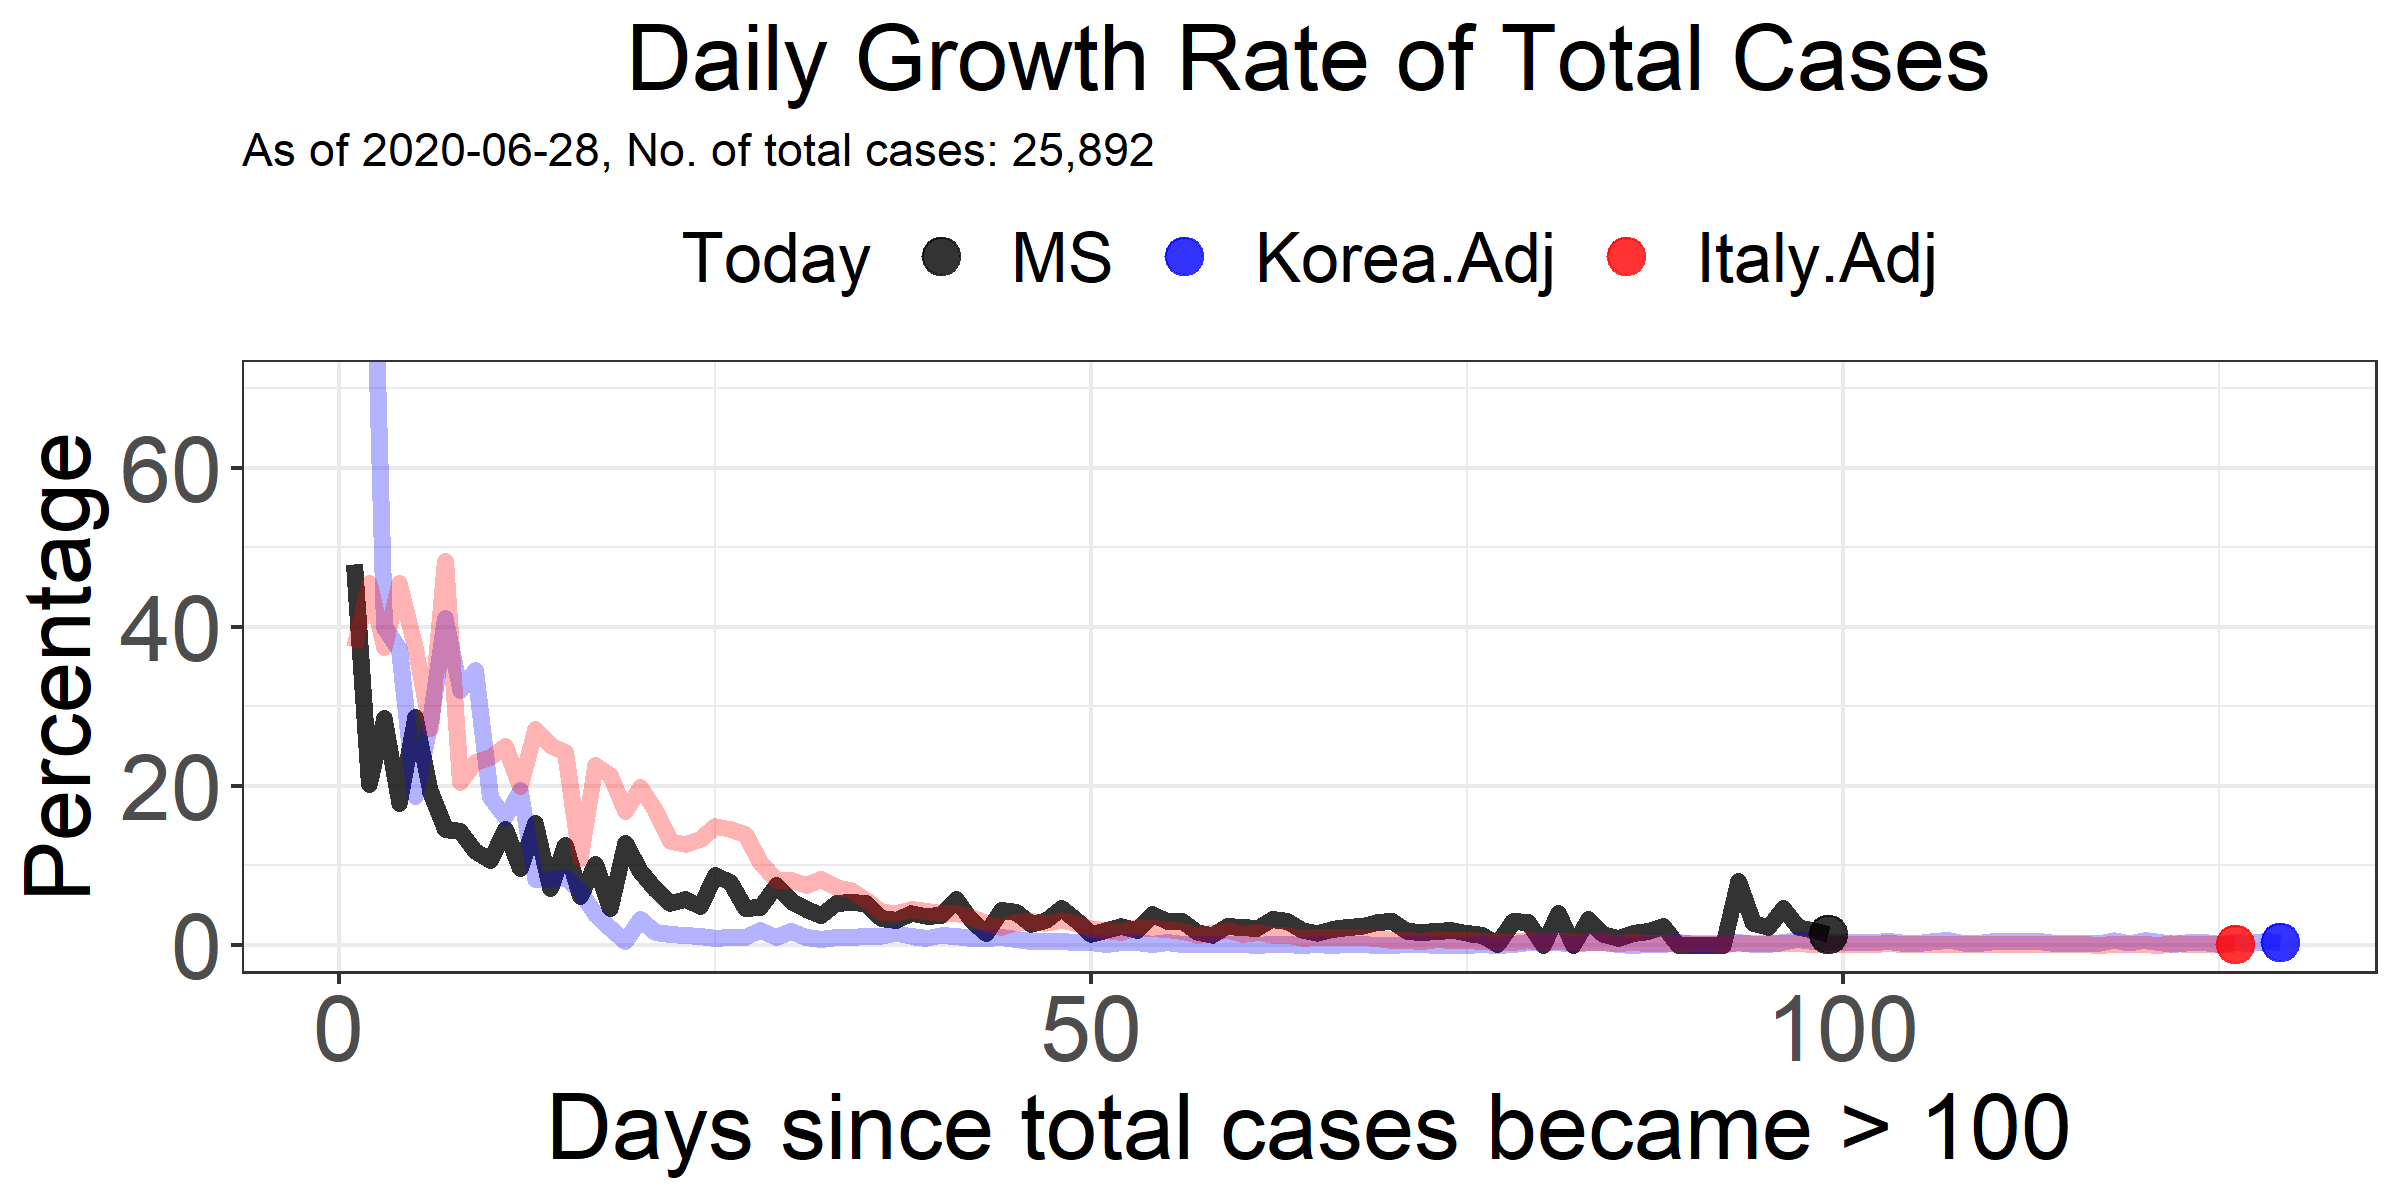 Daily Growth Rate of Total Cases
As of 2020-06-28, No. of total cases: 25,892
Today MS Korea.Adj Italy.Adj
Percentage
60
40
20
0
0 50 100
Days since total cases became > 100